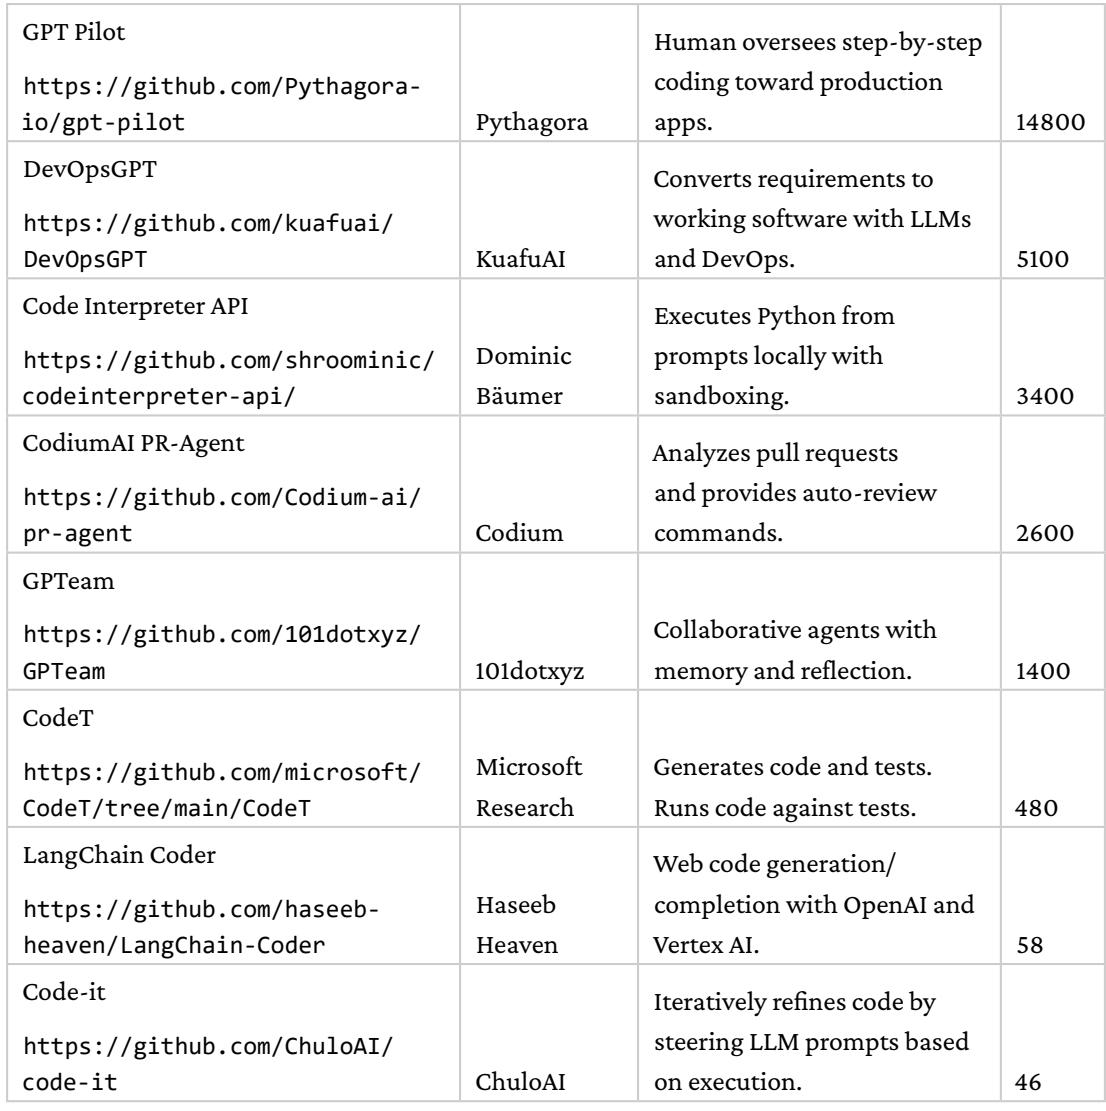 GPT Pilot
https://github.com/Pythagora-
io/gpt-pilot
Pythagora
Human oversees step-by-step
coding toward production
apps.
14800
DevOpsGPT
https://github.com/kuafuai/
DevOpsGPT
KuafuAI
Converts requirements to
working software with LLMs
and DevOps.
5100
Code Interpreter API
https://github.com/shroominic/
codeinterpreter-api/
Dominic
Bäumer
Executes Python from
prompts locally with
sandboxing.
3400
CodiumAI PR-Agent
https://github.com/Codium-ai/
pr-agent
Codium
Analyzes pull requests
and provides auto-review
commands.
2600
GPTeam
https://github.com/101dotxyz/
GPTeam
101dotxyz
Collaborative agents with
memory and reflection.
1400
CodeT
https://github.com/microsoft/
CodeT/tree/main/CodeT
Microsoft
Research
Generates code and tests.
Runs code against tests.
480
LangChain Coder
https://github.com/haseeb-
heaven/LangChain-Coder
Haseeb
Heaven
Web code generation/
completion with OpenAI and
Vertex AI.
58
Code-it
https://github.com/ChuloAI/
code-it
ChuloAI
Iteratively refines code by
steering LLM prompts based
on execution.
46